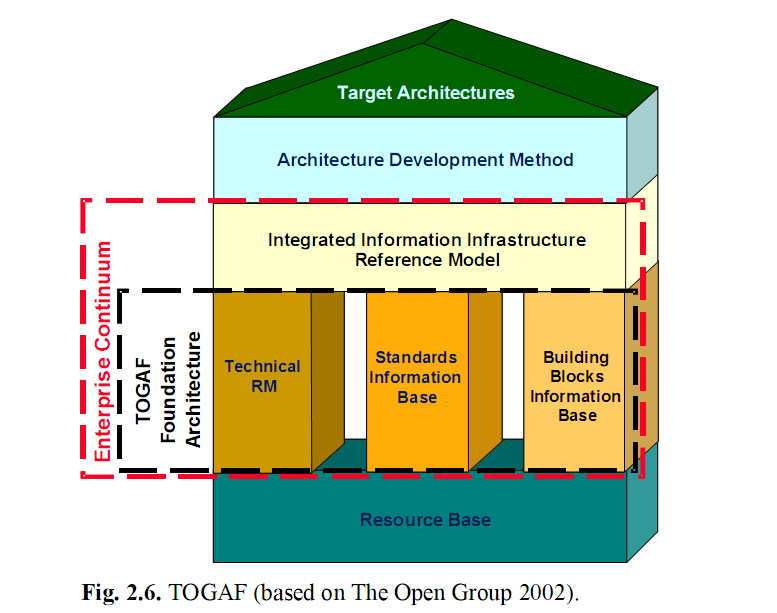 Target Architectures
Architecture Development Method
Integrated Information Infrastructure
Reference Model
Enterprise Continuum
TOGAF
Foundation
Architecture
Technical
RM
Standards
Information
Base
Building
Blocks
Information
Base
Resource Base
Fig. 2.6. TOGAF (based on The Open Group 2002).